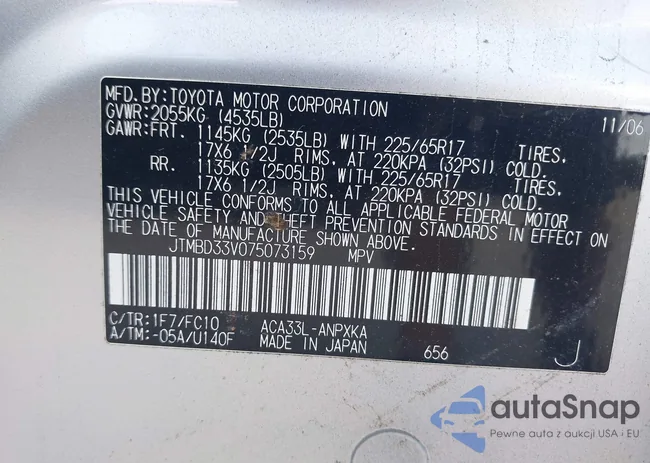 MFD. BY:TOYOTA MOTOR CORPORATION 11/06
GVWR:2055KG (4535LB)
GAWR:FRT. 1145KG (2535LB) WITH 225/65R17 TIRES,
17X6 1/2J RIMS, AT 220KPA (32PSI) COLD.
RR. 1135KG (2505LB) WITH 225/65R17 TIRES,
17X6 1/2J RIMS, AT 220KPA (32PSI) COLD.
THIS VEHICLE CONFORMS TO ALL APPLICABLE FEDERAL MOTOR
VEHICLE SAFETY AND THEFT PREVENTION STANDARDS IN EFFECT ON
THE DATE OF MANUFACTURE SHOWN ABOVE.
JTMBD33V075073159 MPV
C/TR:1F7/FC10 ACA33L-ANPXKA
A/TM:-05A/U140F MADE IN JAPAN 656 J
autaSnap
Pewne auta z aukcji USA i EU